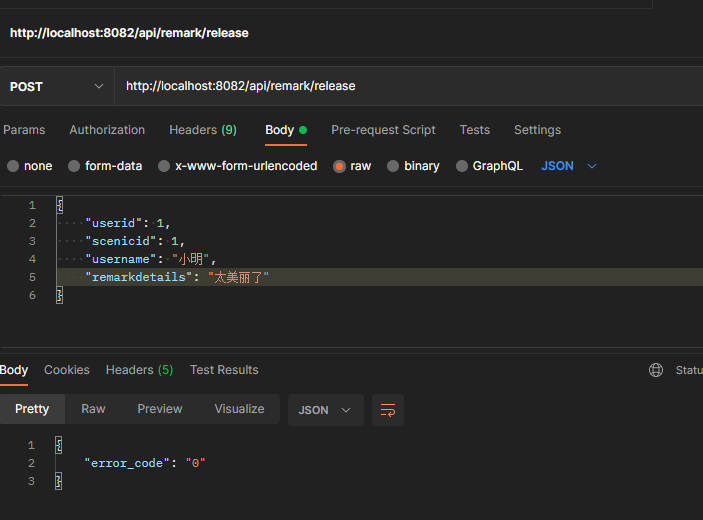 http://localhost:8082/api/remark/release
POST http://localhost:8082/api/remark/release
Params Authorization Headers (9) Body Pre-request Script Tests Settings
none form-data x-www-form-urlencoded raw binary GraphQL JSON
1 {
2 "userid": 1,
3 "scenicid": 1,
4 "username": "小明",
5 "remarkdetails": "太美丽了"
6 }
Body Cookies Headers (5) Test Results Statu
Pretty Raw Preview Visualize JSON
1 {
2 "error_code": "0"
3 }